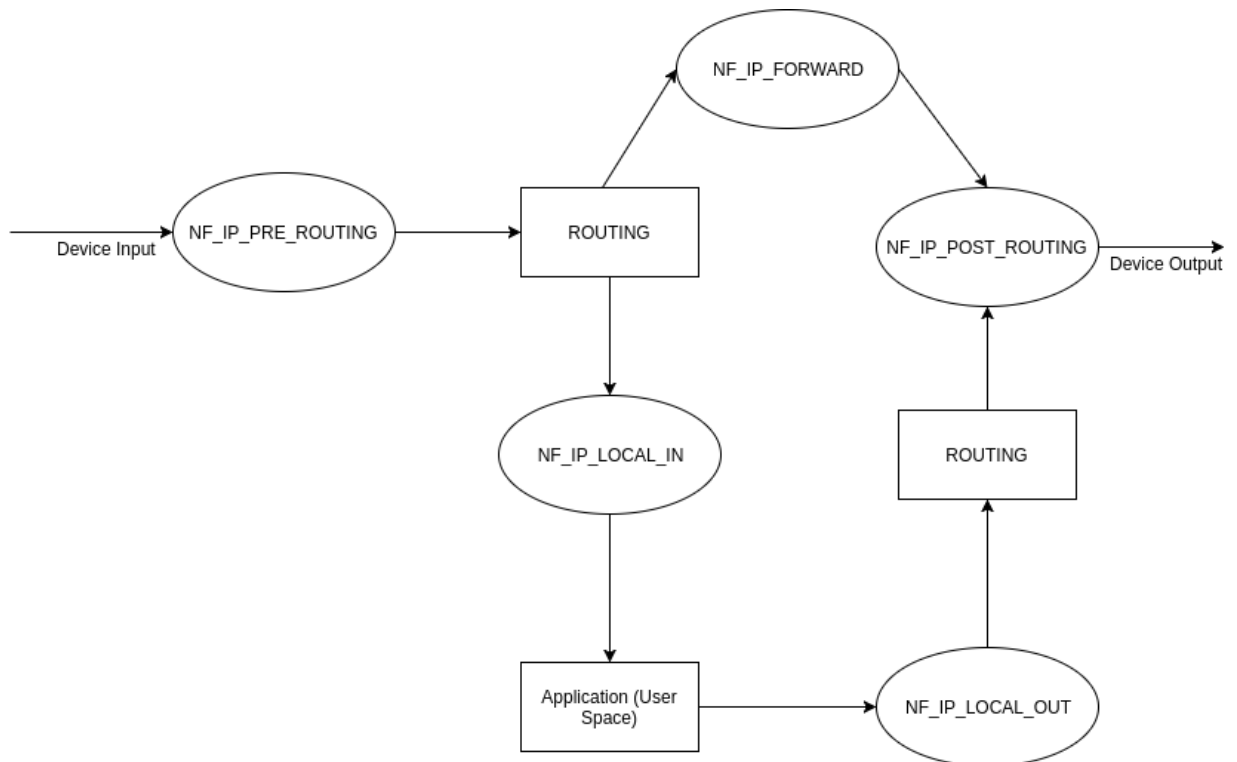 NF_IP_FORWARD
NF_IP_PRE_ROUTING
ROUTING
NF_IP_POST_ROUTING
Device Input
Device Output
NF_IP_LOCAL_IN
ROUTING
Application (User
Space)
NF_IP_LOCAL_OUT